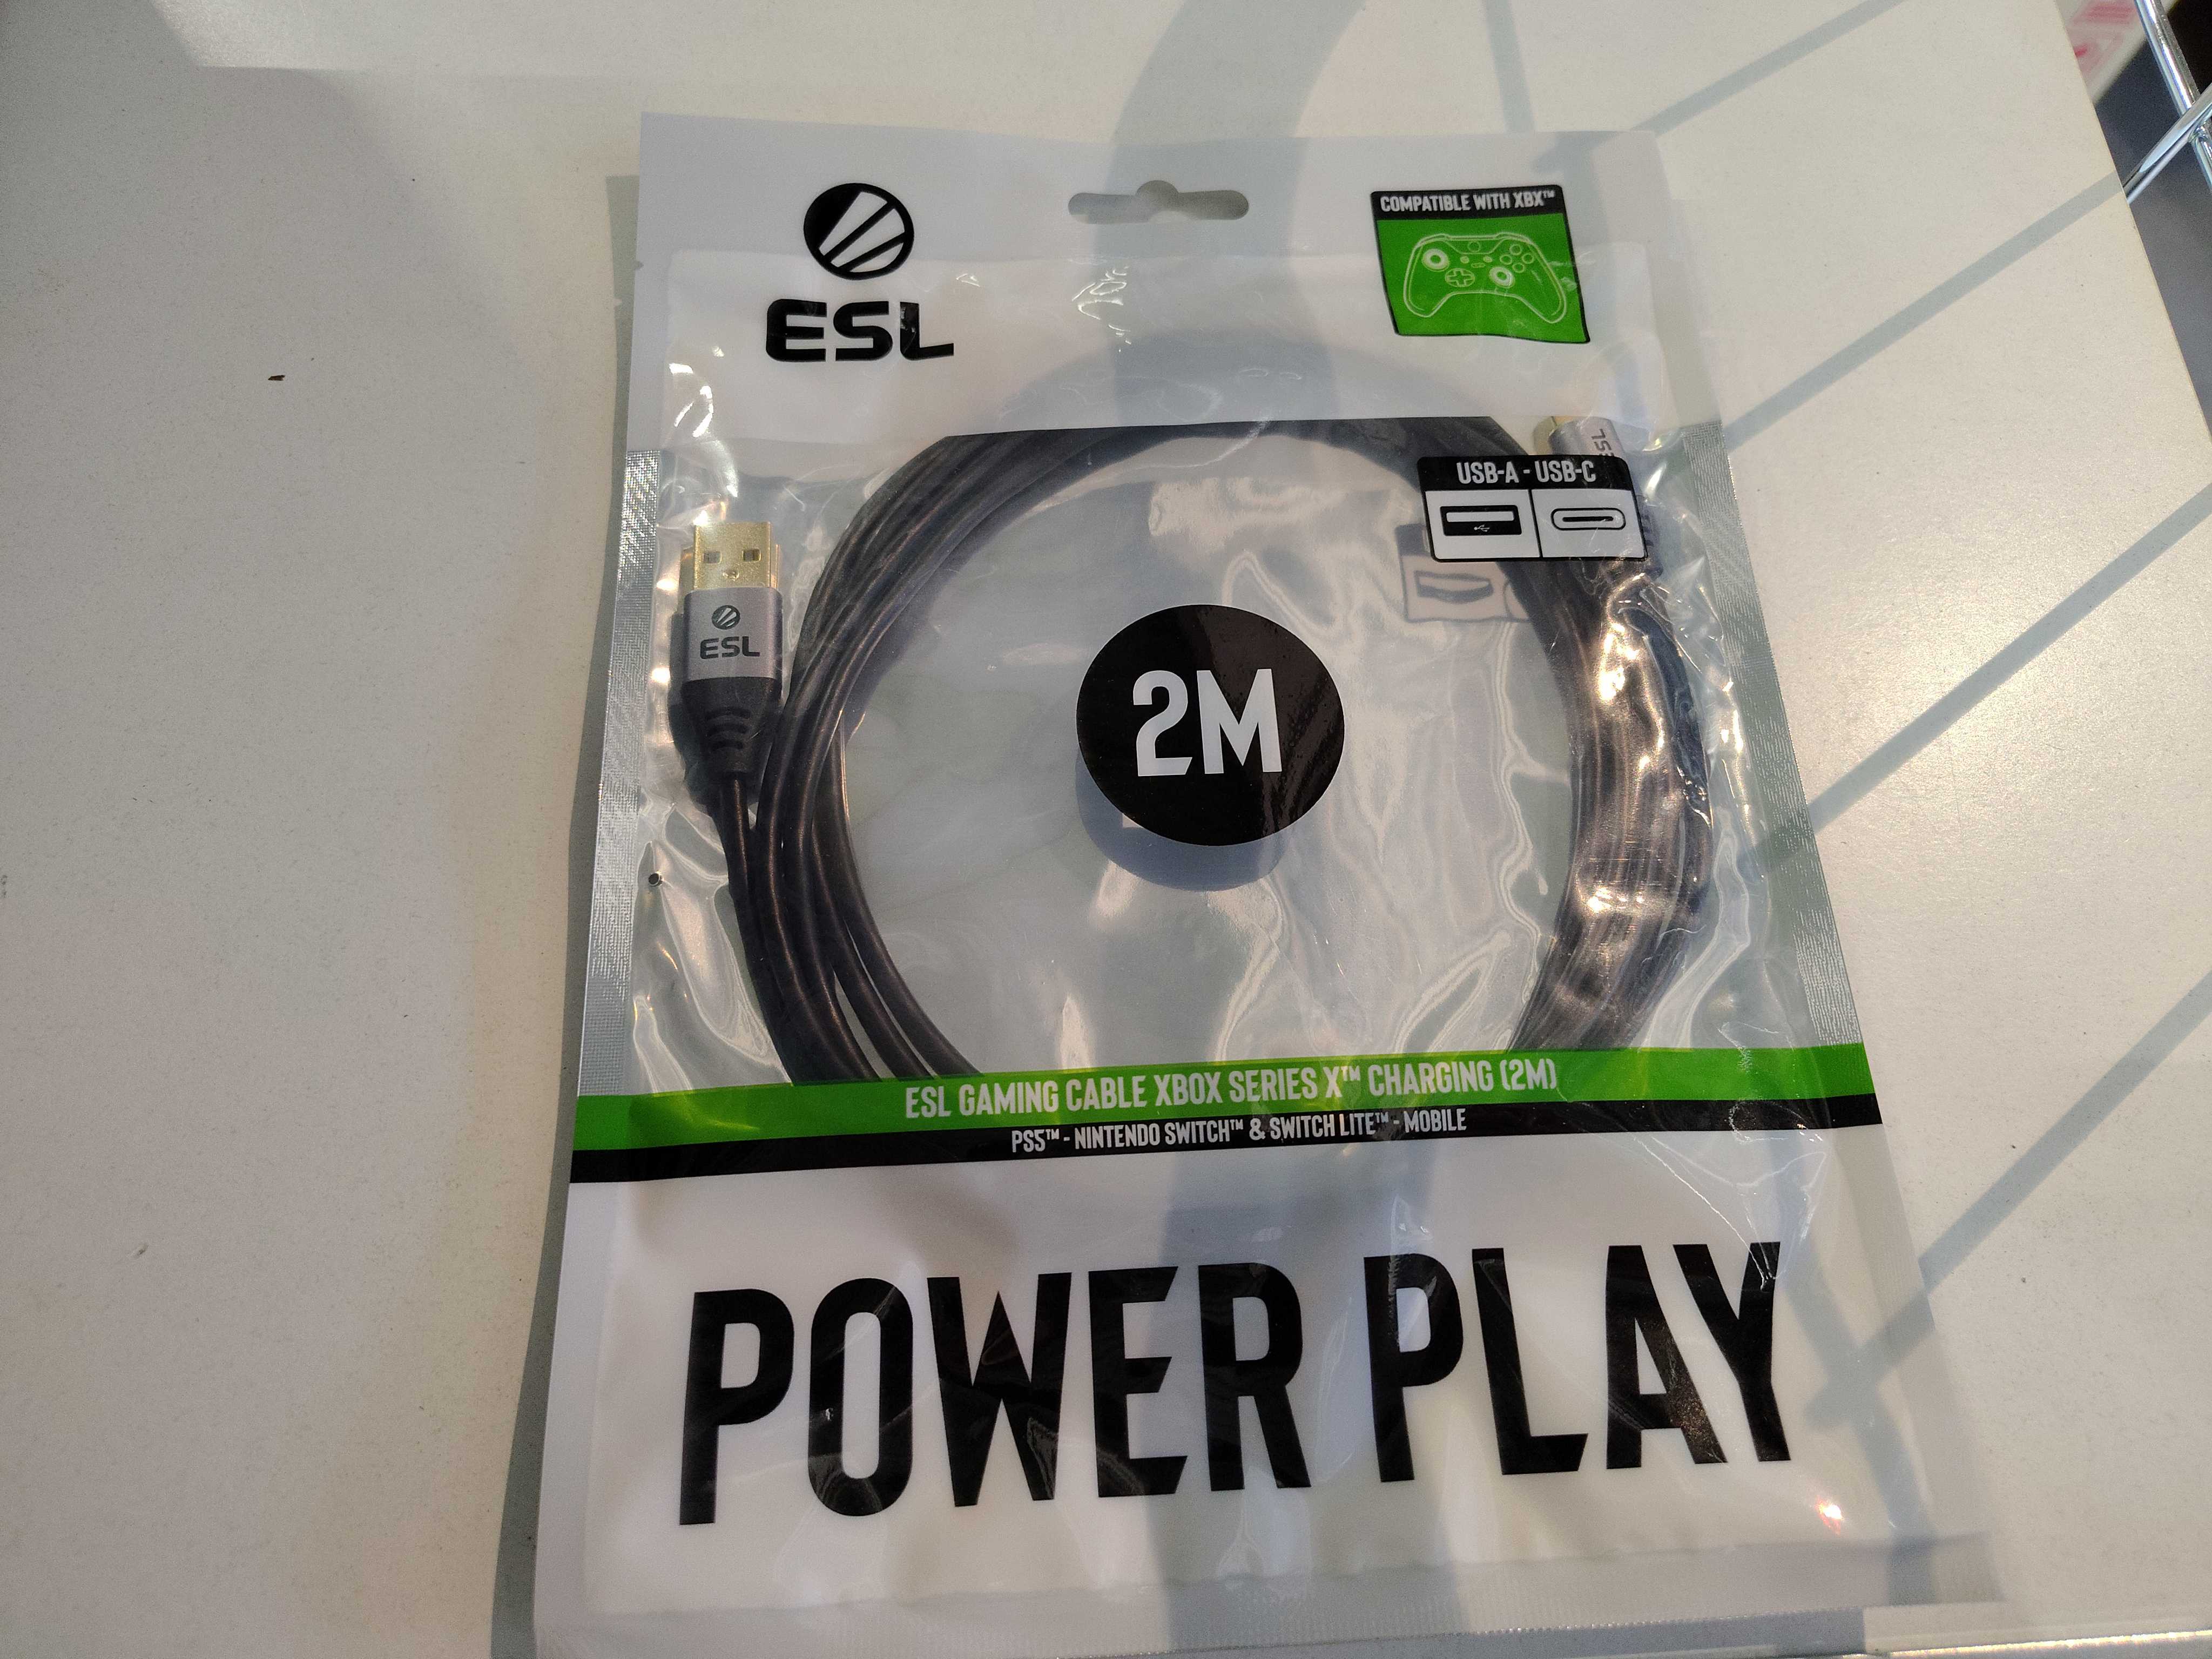 ESL
COMPATIBLE WITH XBX™
ESL
USB-A - USB-C
ESL
2M
ESL GAMING CABLE XBOX SERIES X™ CHARGING (2M)
PS5™ - NINTENDO SWITCH™ & SWITCH LITE™ - MOBILE
POWER PLAY